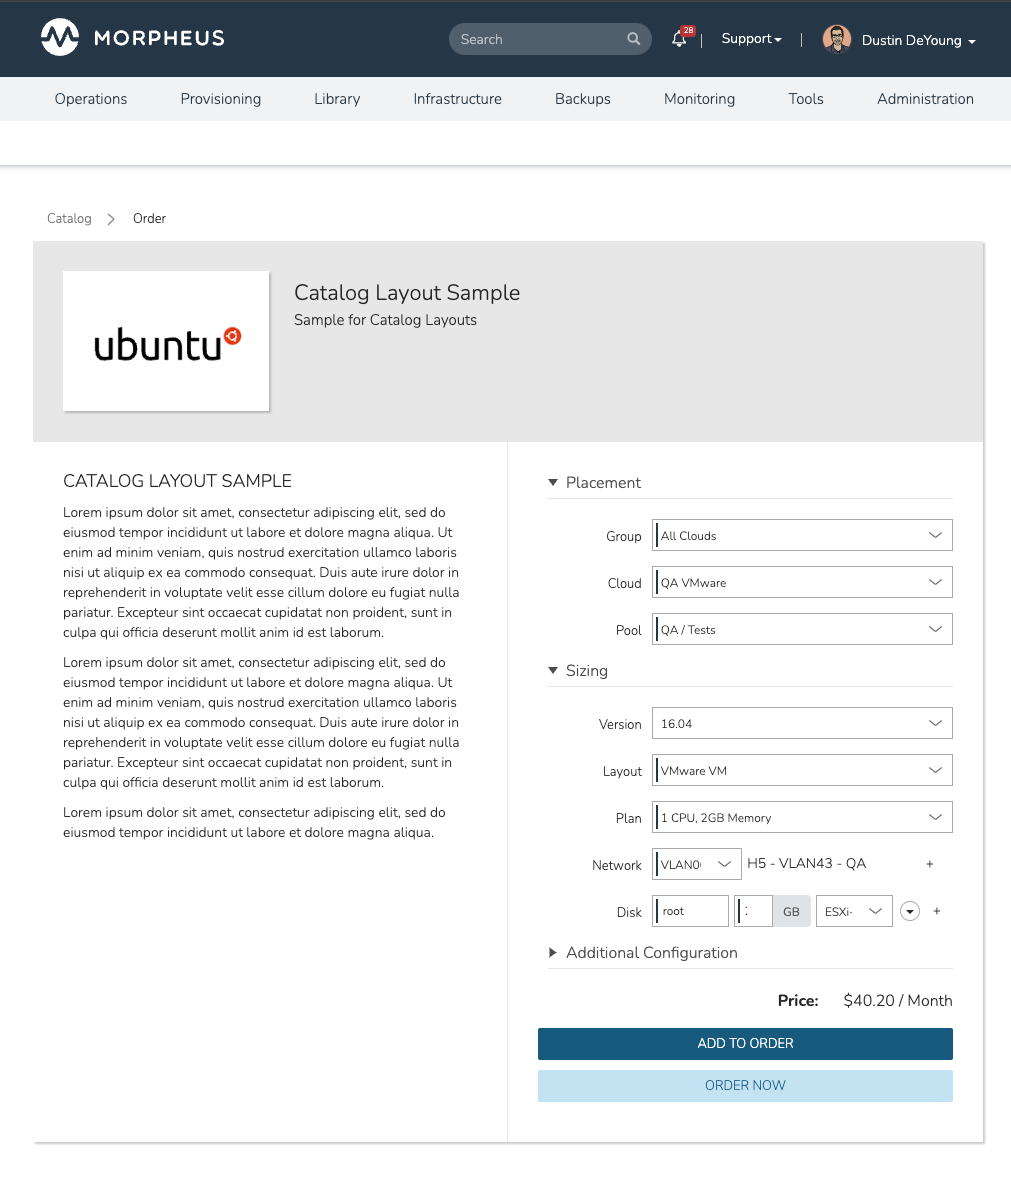 MORPHEUS
Search
28
Support
Dustin DeYoung
Operations
Provisioning
Library
Infrastructure
Backups
Monitoring
Tools
Administration
Catalog
Order
ubuntu
Catalog Layout Sample
Sample for Catalog Layouts
CATALOG LAYOUT SAMPLE
Lorem ipsum dolor sit amet, consectetur adipiscing elit, sed do
eiusmod tempor incididunt ut labore et dolore magna aliqua. Ut
enim ad minim veniam, quis nostrud exercitation ullamco laboris
nisi ut aliquip ex ea commodo consequat. Duis aute irure dolor in
reprehenderit in voluptate velit esse cillum dolore eu fugiat nulla
pariatur. Excepteur sint occaecat cupidatat non proident, sunt in
culpa qui officia deserunt mollit anim id est laborum.
Lorem ipsum dolor sit amet, consectetur adipiscing elit, sed do
eiusmod tempor incididunt ut labore et dolore magna aliqua. Ut
enim ad minim veniam, quis nostrud exercitation ullamco laboris
nisi ut aliquip ex ea commodo consequat. Duis aute irure dolor in
reprehenderit in voluptate velit esse cillum dolore eu fugiat nulla
pariatur. Excepteur sint occaecat cupidatat non proident, sunt in
culpa qui officia deserunt mollit anim id est laborum.
Lorem ipsum dolor sit amet, consectetur adipiscing elit, sed do
eiusmod tempor incididunt ut labore et dolore magna aliqua.
Placement
Group All Clouds
Cloud QA VMware
Pool QA / Tests
Sizing
Version 16.04
Layout VMware VM
Plan 1 CPU, 2GB Memory
Network H5 - VLAN43 - QA +
Disk root GB ESXi- +
Additional Configuration
Price: $40.20 / Month
ADD TO ORDER
ORDER NOW